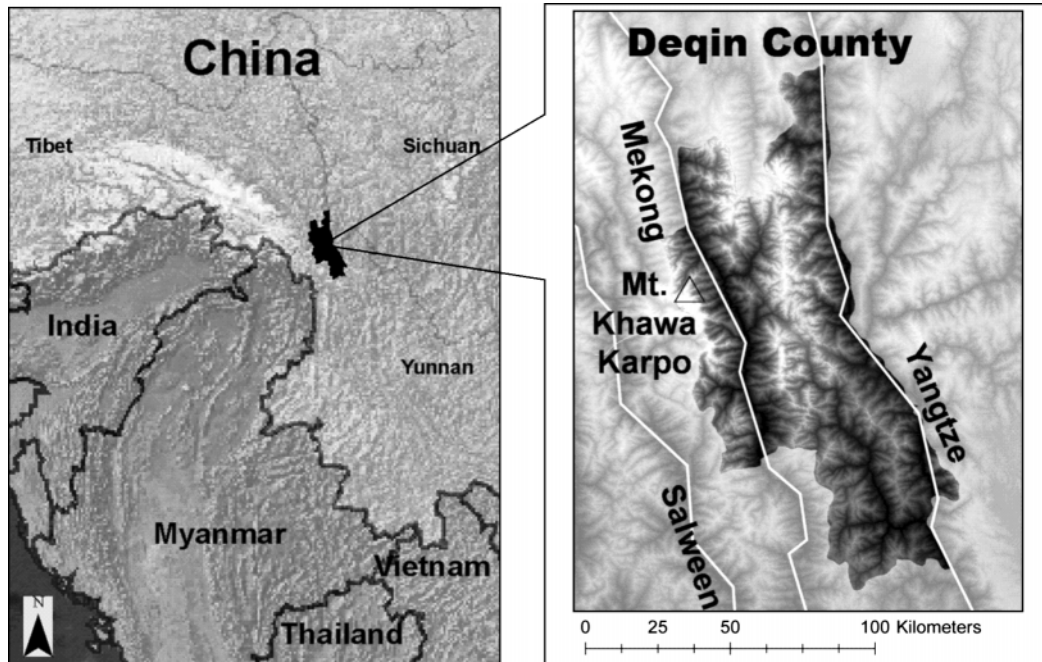 China
Tibet
Sichuan
India
Yunnan
Myanmar
Vietnam
Thailand
N
Deqin County
Mekong
Mt.
Khawa
Karpo
Yangtze
Salween
0 25 50 100 Kilometers